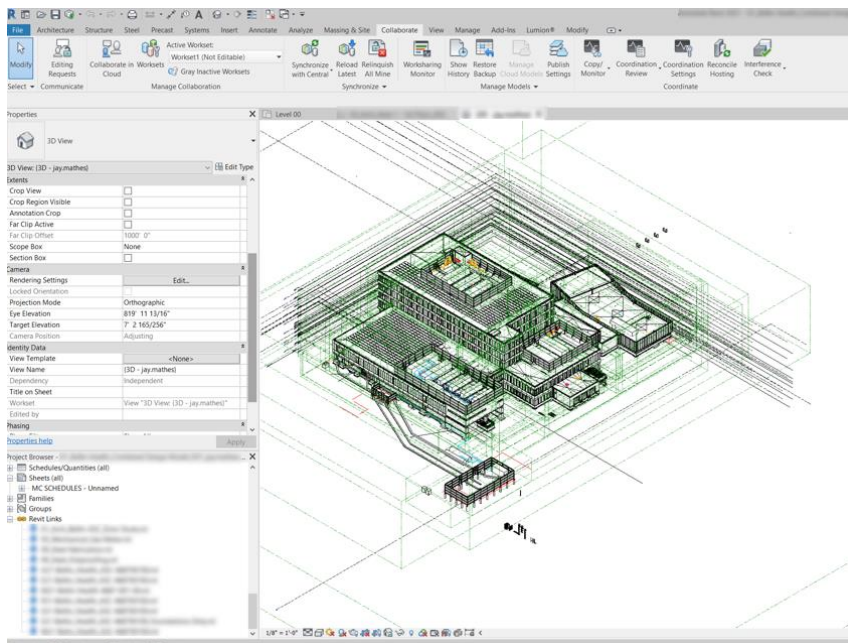 File Architecture Structure Steel Precast Systems Insert Annotate Analyze Massing & Site Collaborate View Manage Add-Ins Lumion® Modify
Modify
Editing Requests
Collaborate in Cloud
Worksets
Active Workset:
Workset1 (Not Editable)
Gray Inactive Worksets
Synchronize with Central
Reload Latest
Relinquish All Mine
Worksharing Monitor
Show History
Restore Backup
Manage Cloud Models
Publish Settings
Copy/ Monitor
Coordination Review
Coordination Settings
Reconcile Hosting
Interference Check
Select Communicate Manage Collaboration Synchronize Manage Models Coordinate
Properties
Level 00
3D View
3D View: (3D - jay.mathes) Edit Type
Extents
Crop View
Crop Region Visible
Annotation Crop
Far Clip Active
Far Clip Offset 1000' 0"
Scope Box None
Section Box
Camera
Rendering Settings Edit...
Locked Orientation
Projection Mode Orthographic
Eye Elevation 819' 11 13/16"
Target Elevation 7' 2 165/256"
Camera Position Adjusting
Identity Data
View Template <None>
View Name (3D - jay.mathes)
Dependency Independent
Title on Sheet
Workset View "3D View: (3D - jay.mathes)"
Edited by
Phasing
Properties help Apply
Project Browser -
Schedules/Quantities (all)
Sheets (all)
MC SCHEDULES - Unnamed
Families
Groups
Revit Links
1/8" = 1'-0"